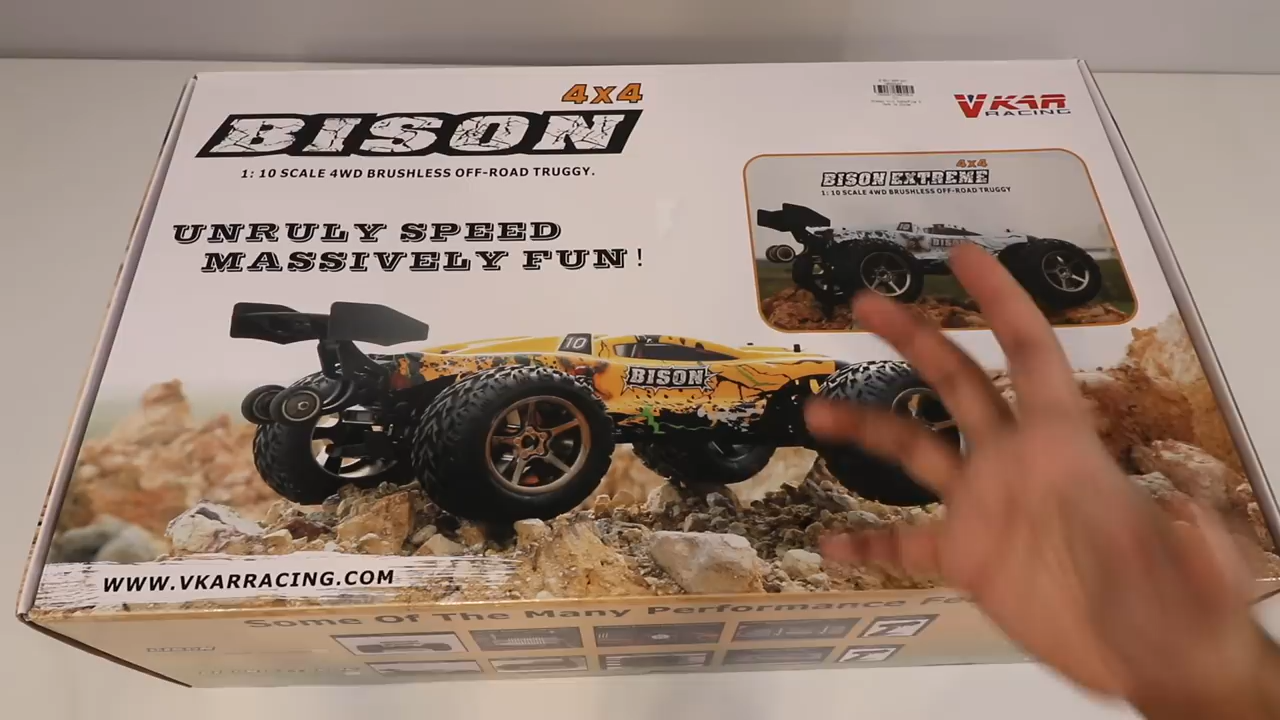 4x4
BISON
1:10 SCALE 4WD BRUSHLESS OFF-ROAD TRUGGY.
UNRULY SPEED
MASSIVELY FUN!
VKAR
RACING
4x4
BISON EXTREME
1:10 SCALE 4WD BRUSHLESS OFF-ROAD TRUGGY
10
BISON
10
BISON
WWW.VKARRACING.COM
Some Of The Many Performance
BISON